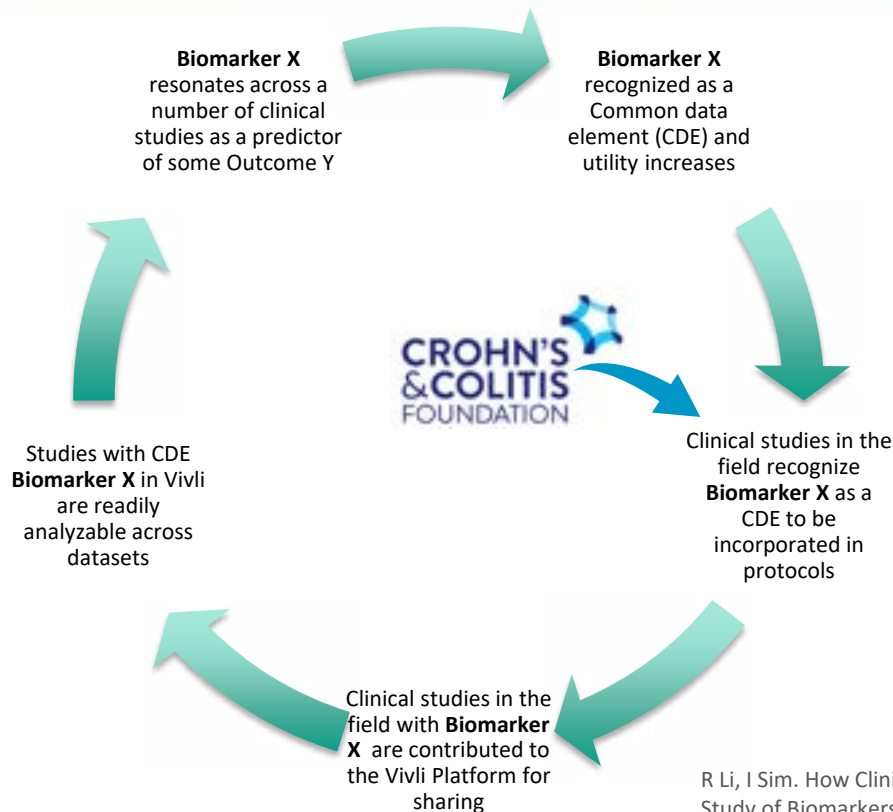 Biomarker X
resonates across a
number of clinical
studies as a predictor
of some Outcome Y
Biomarker X
recognized as a
Common data
element (CDE) and
utility increases
CROHN'S
&COLITIS
FOUNDATION
Clinical studies in the
field recognize
Biomarker X as a
CDE to be
incorporated in
protocols
Studies with CDE
Biomarker X in Vivli
are readily
analyzable across
datasets
Clinical studies in the
field with Biomarker
X are contributed to
the Vivli Platform for
sharing
R Li, I Sim. How Clini
Study of Biomarkers